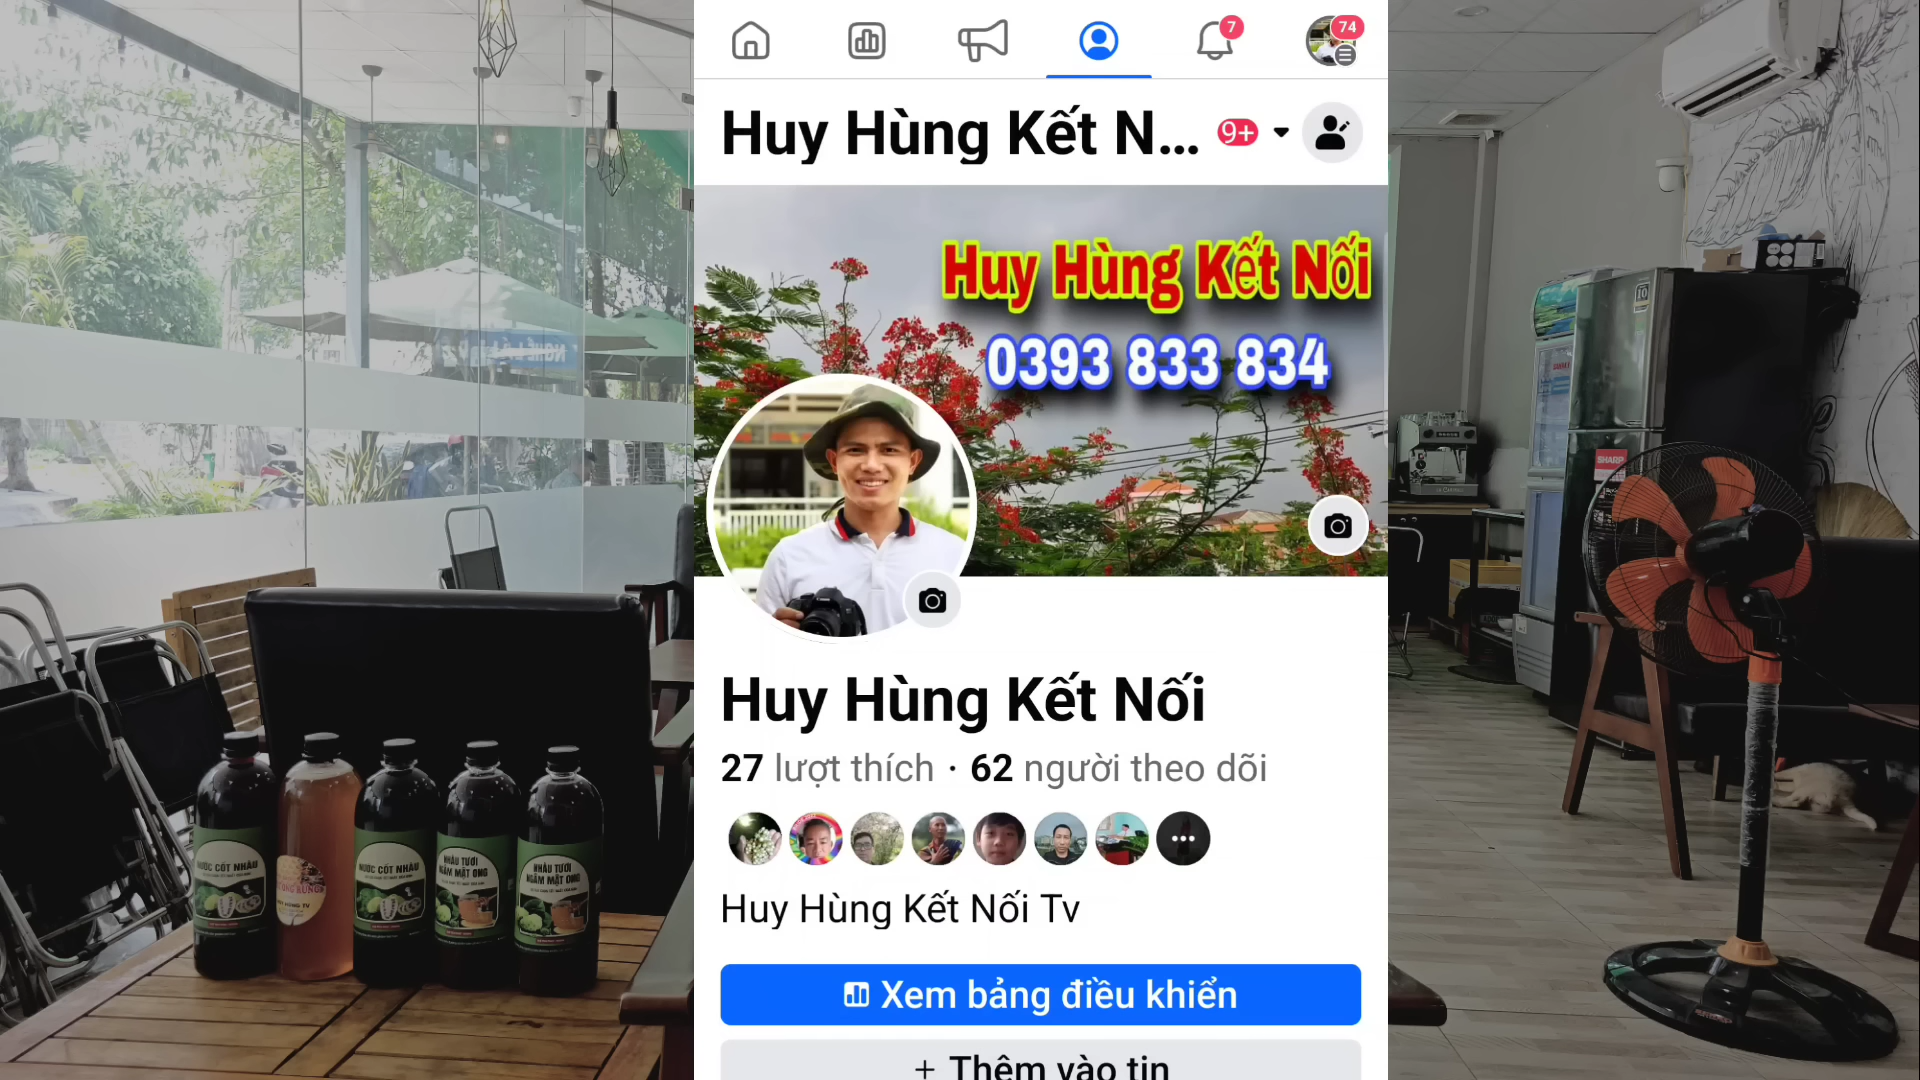 7
74
Huy Hùng Kết N...
9+
Huy Hùng Kết Nối
0393 833 834
Huy Hùng Kết Nối
27 lượt thích · 62 người theo dõi
Huy Hùng Kết Nối Tv
Xem bảng điều khiển
+ Thêm vào tin
NƯỚC CỐT NHÀU
NƯỚC CỐT NHÀU
NHÀU TƯƠI
NGÂM MẬT ONG
NHÀU TƯƠI
NGÂM MẬT ONG
SHARP